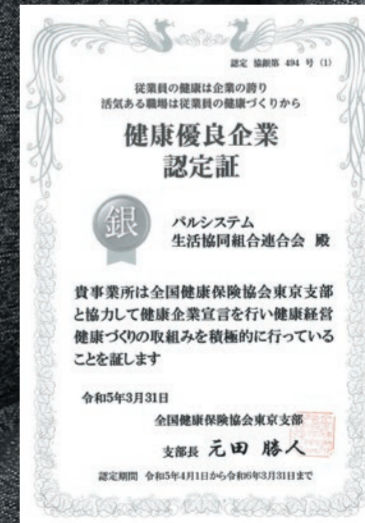 認定 協銀第 494 号 (1)
従業員の健康は企業の誇り
活気ある職場は従業員の健康づくりから
健康優良企業
認定証
銀
パルシステム
生活協同組合連合会 殿
貴事業所は全国健康保険協会東京支部
と協力して健康企業宣言を行い健康経営
健康づくりの取組みを積極的に行っている
ことを証します
令和5年3月31日
全国健康保険協会東京支部
支部長 元田 勝人
認定期間 令和5年4月1日から令和6年3月31日まで